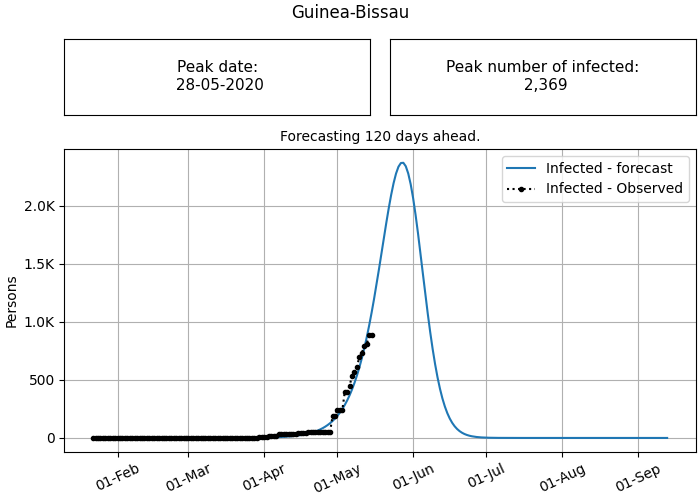 Guinea-Bissau
Peak date:
28-05-2020
Peak number of infected:
2,369
Forecasting 120 days ahead.
Infected - forecast
Infected - Observed
Persons
2.0K
1.5K
1.0K
500
0
01-Feb
01-Mar
01-Apr
01-May
01-Jun
01-Jul
01-Aug
01-Sep